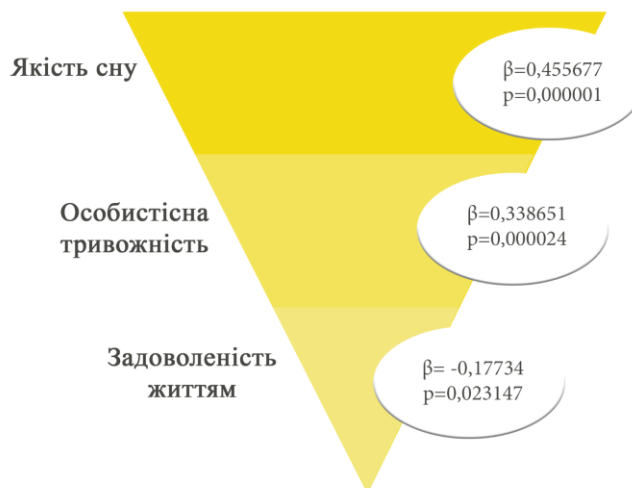 Якість сну
β=0,455677
p=0,000001
Особистісна
тривожність
β=0,338651
p=0,000024
Задоволеність
життям
β= -0,17734
p=0,023147